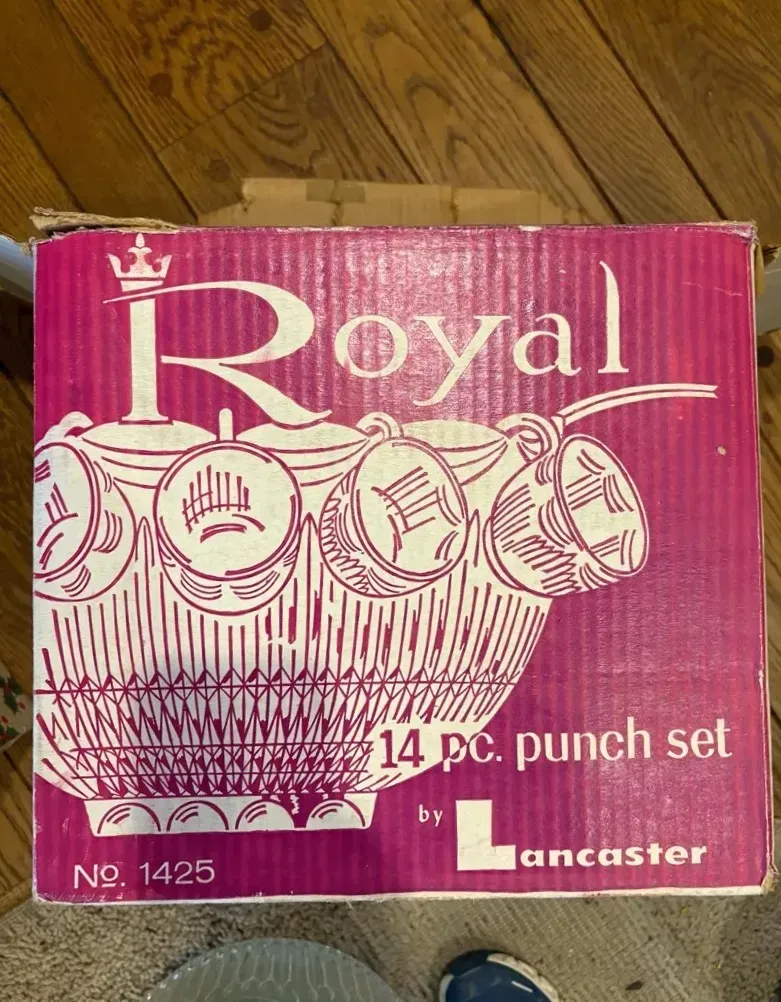 Royal
14 pc. punch set
by Lancaster
No. 1425